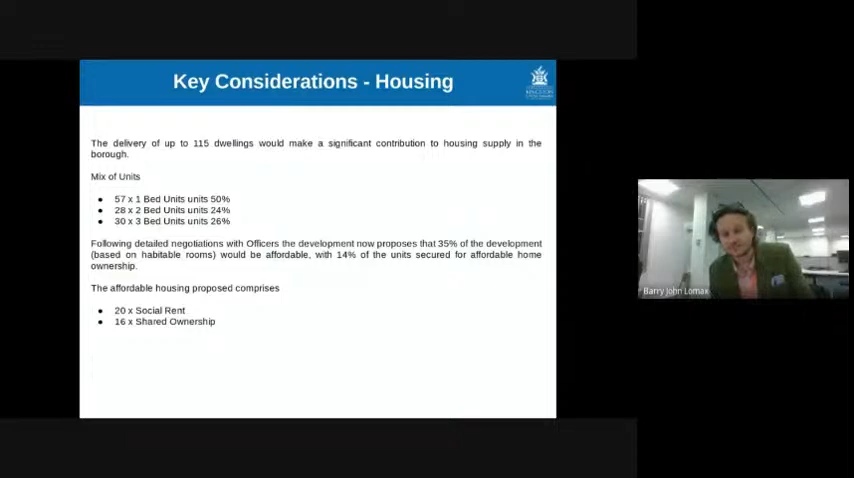 Key Considerations - Housing
KINGSTON
The delivery of up to 115 dwellings would make a significant contribution to housing supply in the
borough.
Mix of Units
● 57 x 1 Bed Units units 50%
● 28 x 2 Bed Units units 24%
● 30 x 3 Bed Units units 26%
Following detailed negotiations with Officers the development now proposes that 35% of the development
(based on habitable rooms) would be affordable, with 14% of the units secured for affordable home
ownership.
The affordable housing proposed comprises
● 20 x Social Rent
● 16 x Shared Ownership
Barry John Lomax